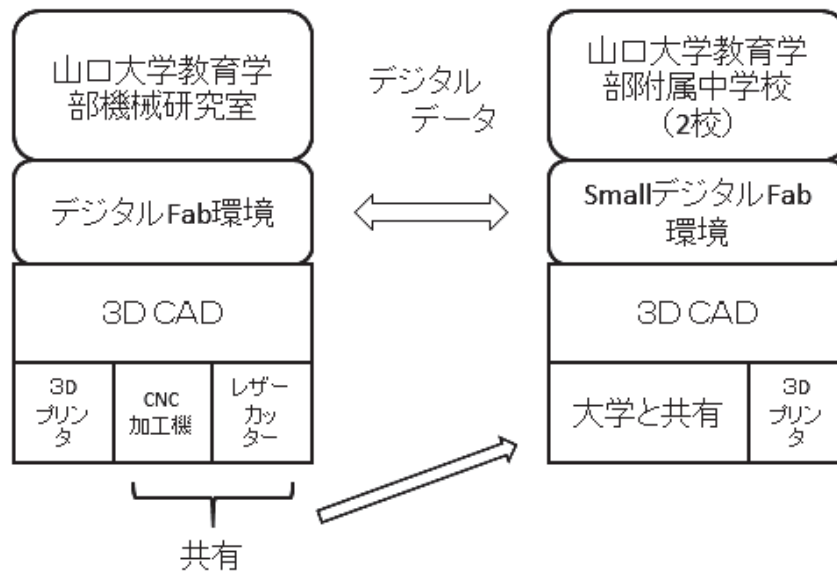 山口大学教育学
部機械研究室
デジタルFab環境
3D CAD
3D
プリン
タ
CNC
加工機
レザー
カッ
ター
共有
デジタル
データ
山口大学教育学
部附属中学校
（2校）
SmallデジタルFab
環境
3D CAD
大学と共有
3D
プリン
タ